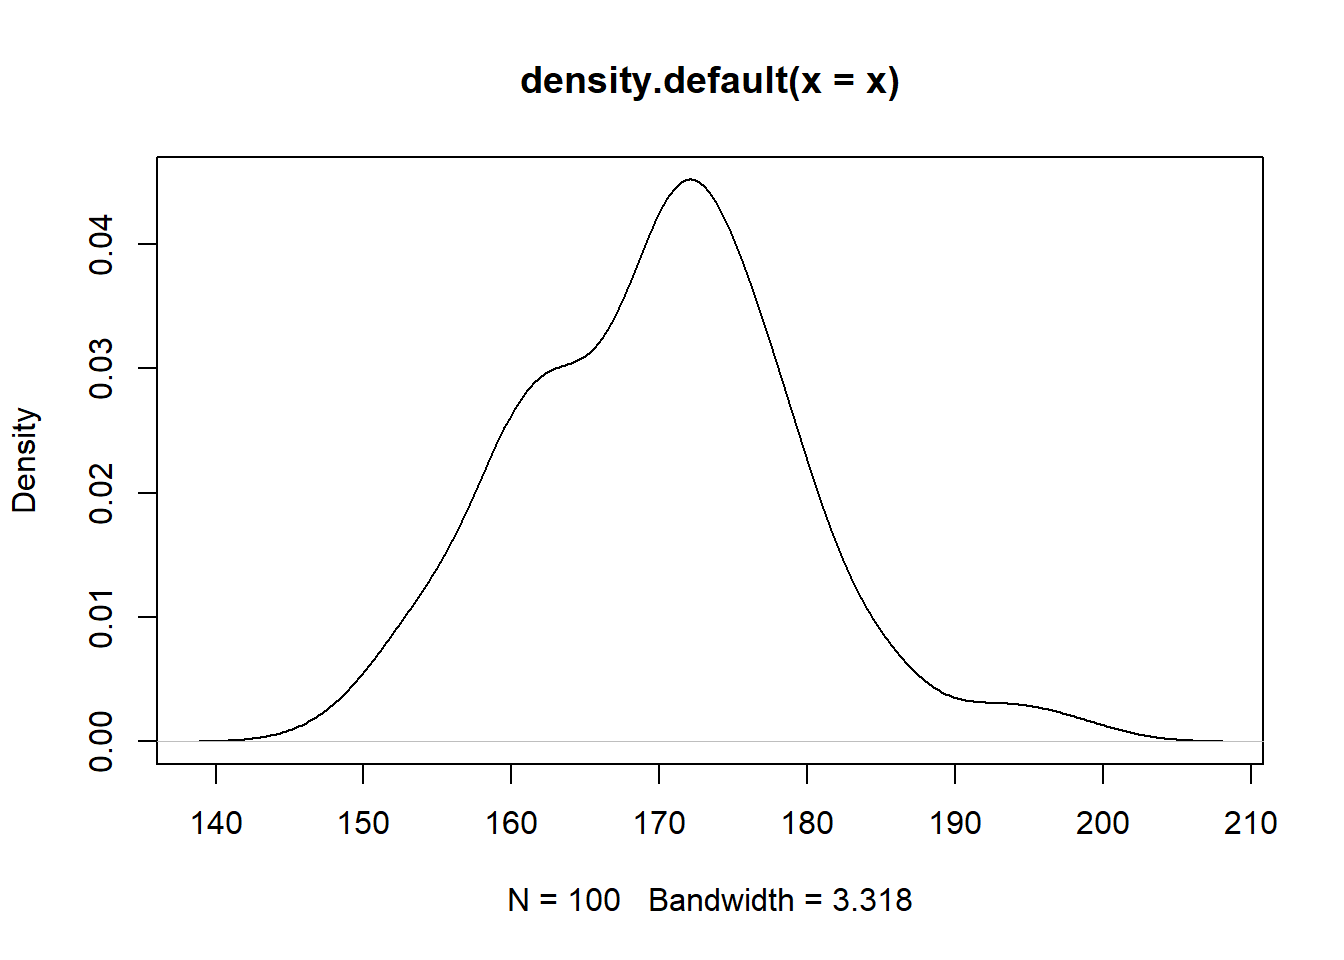 density.default(x = x)
Density
0.00
0.01
0.02
0.03
0.04
140 150 160 170 180 190 200 210
N = 100   Bandwidth = 3.318